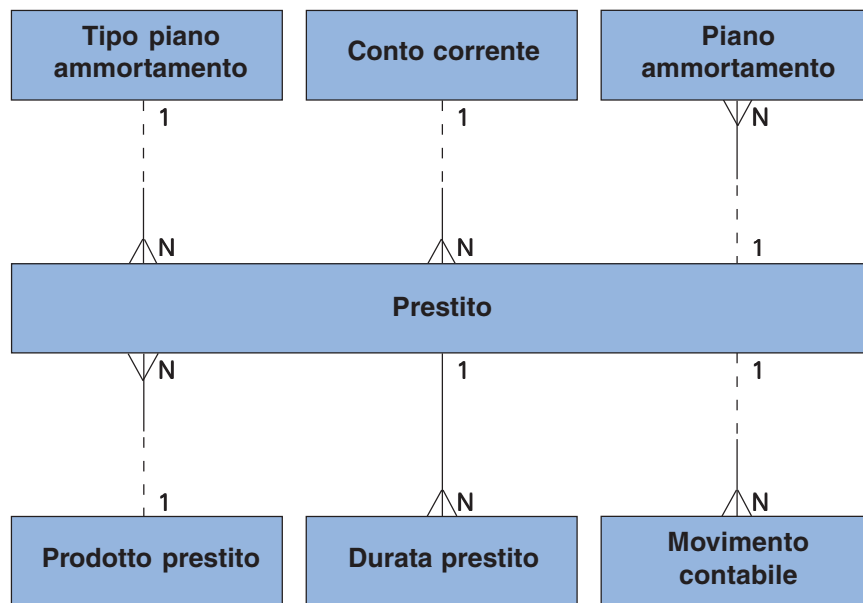 Tipo piano
ammortamento
Conto corrente
Piano
ammortamento
1
1
N
N
N
1
Prestito
N
1
1
1
N
N
Prodotto prestito
Durata prestito
Movimento
contabile